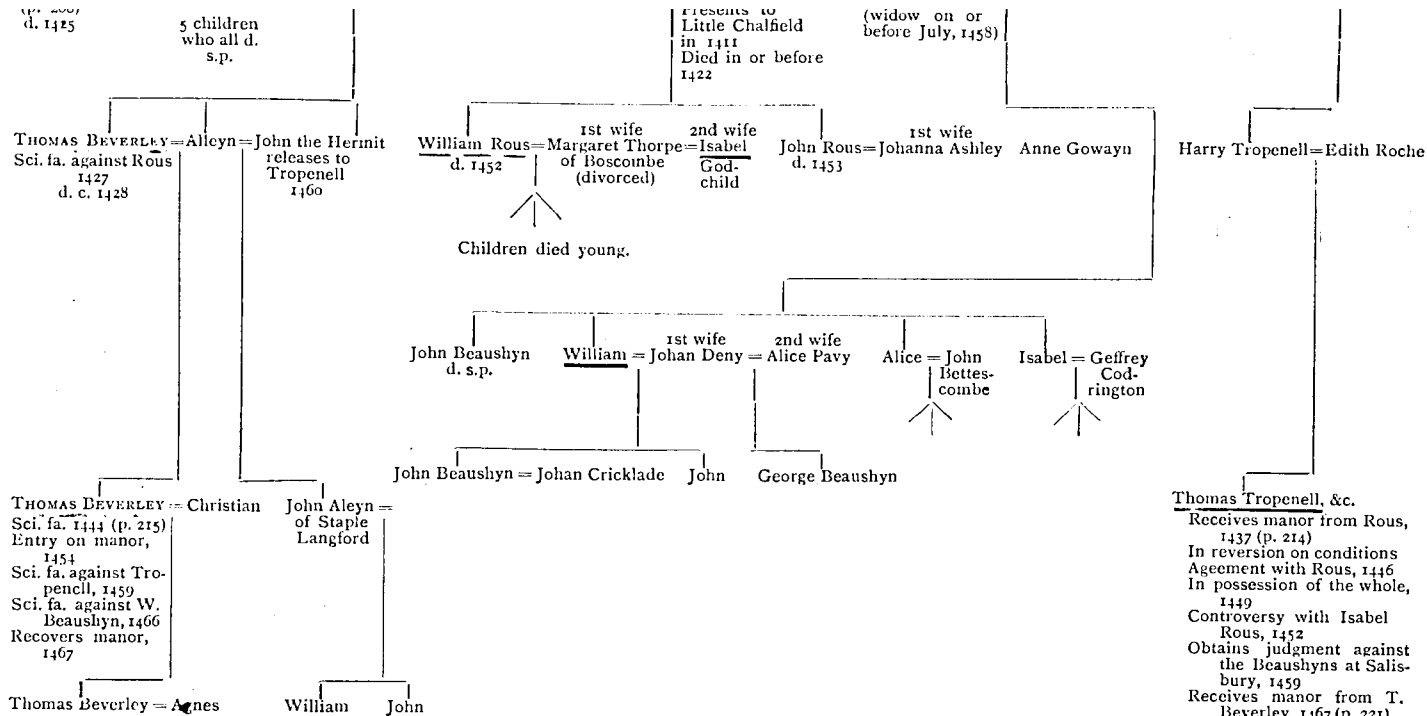 d. 1425
5 children
who all d.
s.p.
Presents to
Little Chalfield
in 1411
Died in or before
1422
(widow on or
before July, 1458)
THOMAS BEVERLEY = Alleyn = John the Hermit
Sci. fa. against Rous
1427
d. c. 1428
releases to
Tropenell
1460
1st wife
2nd wife
William Rous = Margaret Thorpe = Isabel
d. 1452
of Boscombe
(divorced)
God-
child
1st wife
John Rous = Johanna Ashley
d. 1453
Anne Gowayn
Harry Tropenell = Edith Roche
Children died young.
1st wife
2nd wife
John Beaushyn
d. s.p.
William = Johan Deny = Alice Pavy
Alice = John
Bettes-
combe
Isabel = Geffrey
Cod-
rington
John Beaushyn = Johan Cricklade
John
George Beaushyn
THOMAS BEVERLEY = Christian
Sci. fa. 1444 (p. 215)
Entry on manor,
1454
Sci. fa. against Tro-
penell, 1459
Sci. fa. against W.
Beaushyn, 1466
Recovers manor,
1467
John Aleyn =
of Staple
Langford
Thomas Tropenell, &c.
Receives manor from Rous,
1437 (p. 214)
In reversion on conditions
Ageement with Rous, 1446
In possession of the whole,
1449
Controversy with Isabel
Rous, 1452
Obtains judgment against
the Beaushyns at Salis-
bury, 1459
Receives manor from T.
Beverley, 1467 (p. 221)
Thomas Beverley = Agnes
William
John